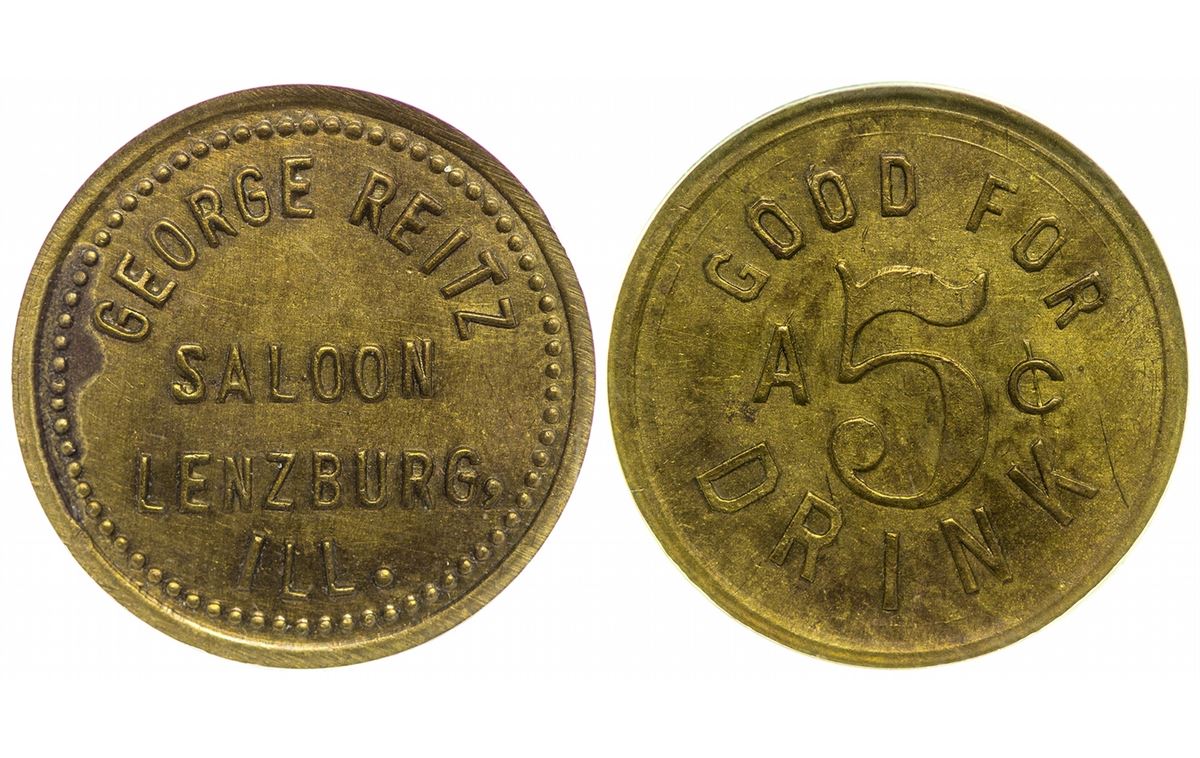 GEORGE REITZ
SALOON
LENZBURG,
ILL.
GOOD FOR
A 5 ¢
DRINK